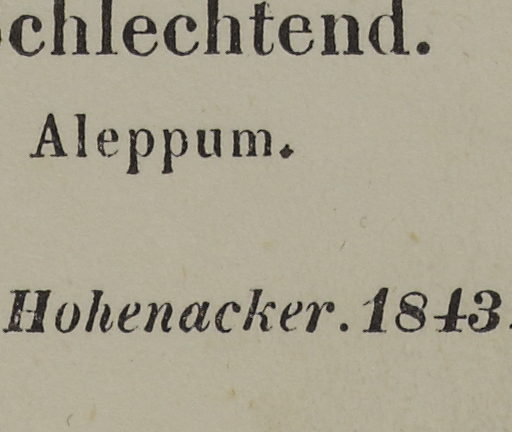 chlechtend.
Aleppum.
Hohenacker. 1843.